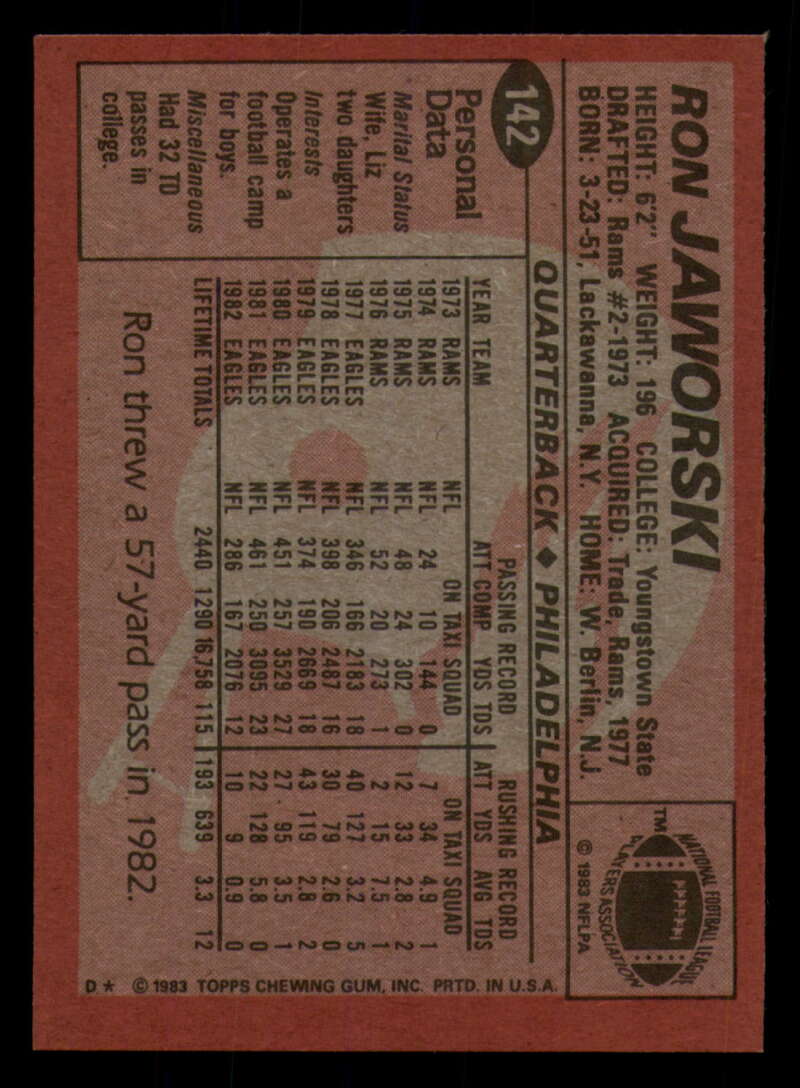 RON JAWORSKI
HEIGHT: 6'2" WEIGHT: 196 COLLEGE: Youngstown State
DRAFTED: Rams #2-1973 ACQUIRED: Trade, Rams, 1977
BORN: 3-23-51, Lackawanna, N.Y. HOME: W. Berlin, N.J.
NATIONAL FOOTBALL LEAGUE
PLAYERS ASSOCIATION
TM
© 1983 NFLPA
142
QUARTERBACK ◆ PHILADELPHIA
Personal
Data
Marital Status
Wife, Liz
two daughters
Interests
Operates a
football camp
for boys.
Miscellaneous
Had 32 TD
passes in
college.
PASSING RECORD RUSHING RECORD
YEAR TEAM ATT COMP YDS TDS ATT YDS AVG TDS
1973 RAMS NFL ON TAXI SQUAD ON TAXI SQUAD
1974 RAMS NFL 24 10 144 0 7 34 4.9 1
1975 RAMS NFL 48 24 302 0 12 33 2.8 2
1976 RAMS NFL 52 20 273 1 2 15 7.5 1
1977 EAGLES NFL 346 166 2183 18 40 127 3.2 5
1978 EAGLES NFL 398 206 2487 16 30 79 2.6 0
1979 EAGLES NFL 374 190 2669 18 43 119 2.8 2
1980 EAGLES NFL 451 257 3529 27 27 95 3.5 1
1981 EAGLES NFL 461 250 3095 23 22 128 5.8 0
1982 EAGLES NFL 286 167 2076 12 10 9 0.9 0
LIFETIME TOTALS 2440 1290 16,758 115 193 639 3.3 12
Ron threw a 57-yard pass in 1982.
D * © 1983 TOPPS CHEWING GUM, INC. PRTD. IN U.S.A.